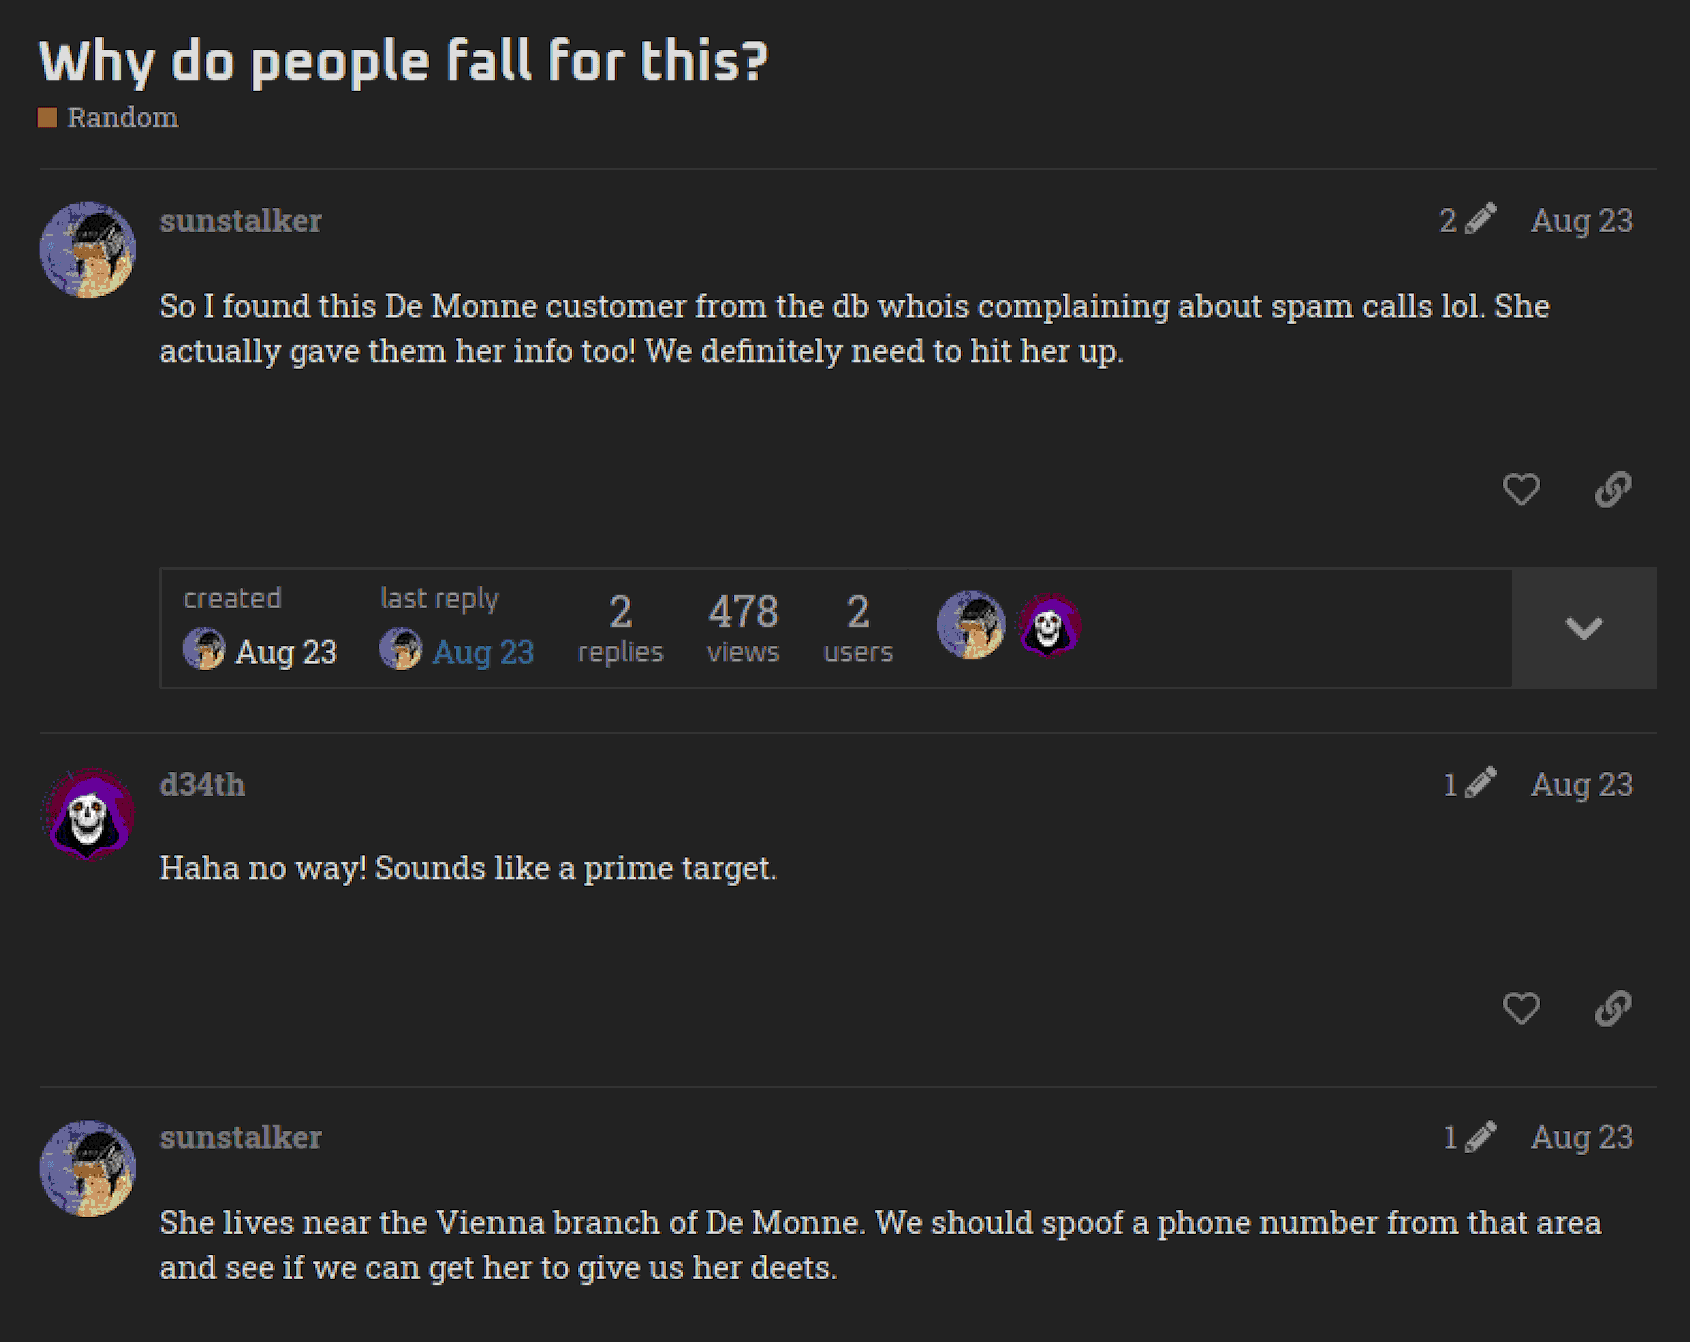 Why do people fall for this?
Random
sunstalker 2 Aug 23
So I found this De Monne customer from the db whois complaining about spam calls lol. She
actually gave them her info too! We definitely need to hit her up.
created last reply 2 478 2
Aug 23 Aug 23 replies views users
d34th 1 Aug 23
Haha no way! Sounds like a prime target.
sunstalker 1 Aug 23
She lives near the Vienna branch of De Monne. We should spoof a phone number from that area
and see if we can get her to give us her deets.